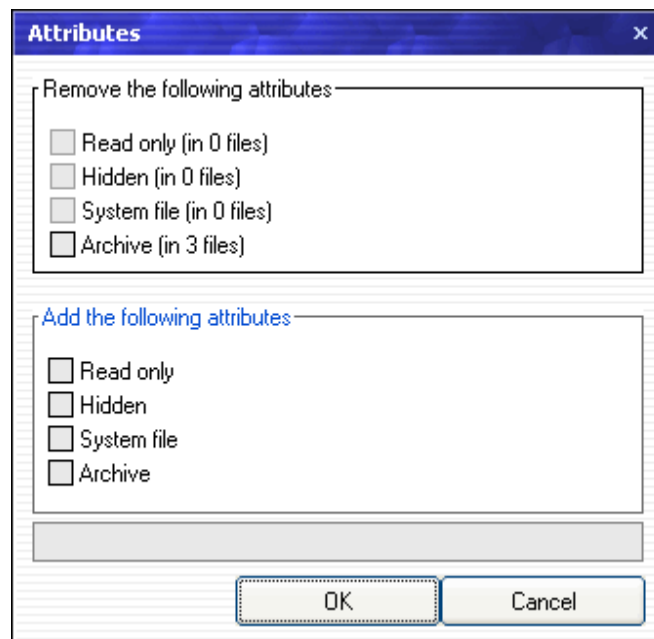 Attributes
Remove the following attributes
Read only (in 0 files)
Hidden (in 0 files)
System file (in 0 files)
Archive (in 3 files)
Add the following attributes
Read only
Hidden
System file
Archive
OK
Cancel